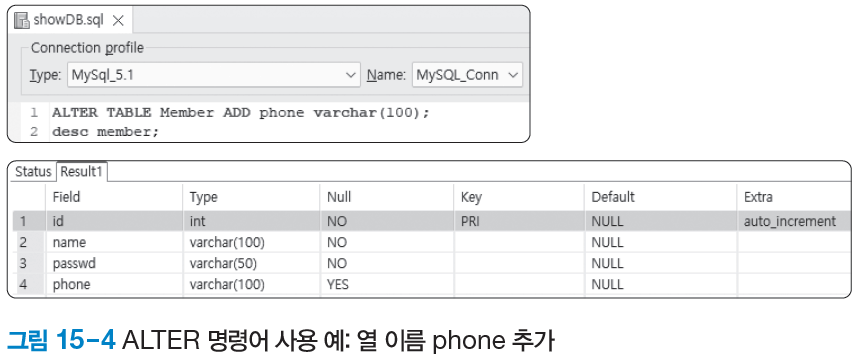 showDB.sql
Connection profile
Type: MySql_5.1 Name: MySQL_Conn
1 ALTER TABLE Member ADD phone varchar(100);
2 desc member;
Status Result1
Field Type Null Key Default Extra
1 id int NO PRI NULL auto_increment
2 name varchar(100) NO NULL
3 passwd varchar(50) NO NULL
4 phone varchar(100) YES NULL
그림 15-4 ALTER 명령어 사용 예: 열 이름 phone 추가